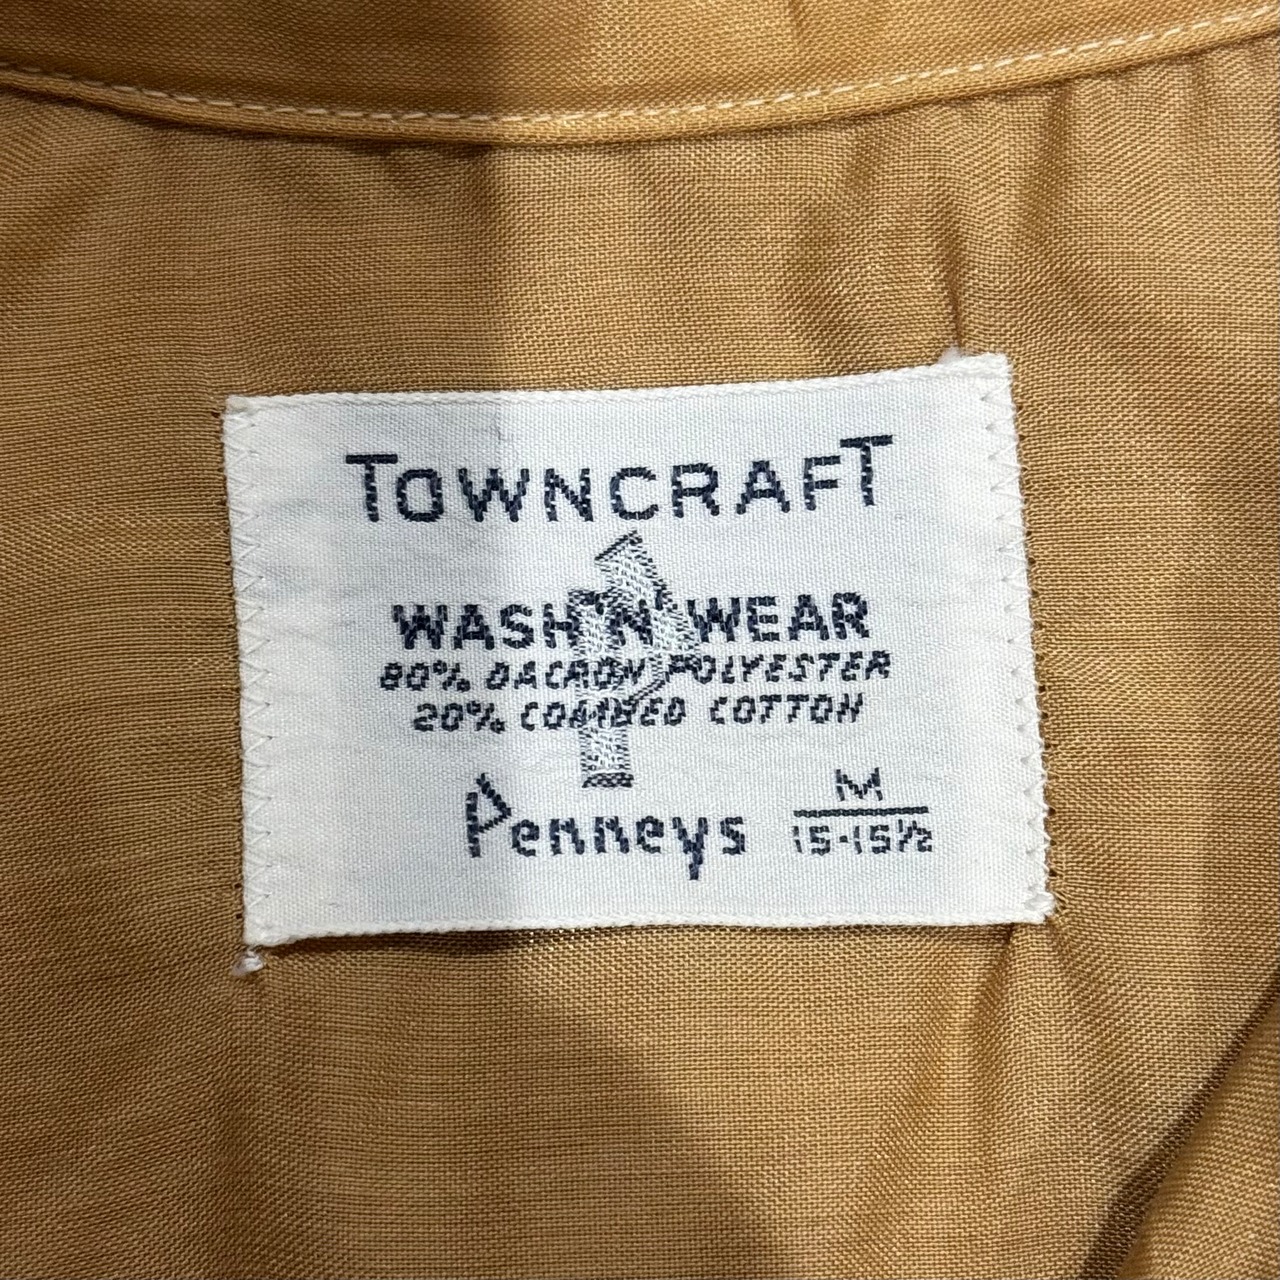 TOWNCRAFT
WASH 'N' WEAR
80% DACRON POLYESTER
20% COMBED COTTON
Penneys
M
15-15½